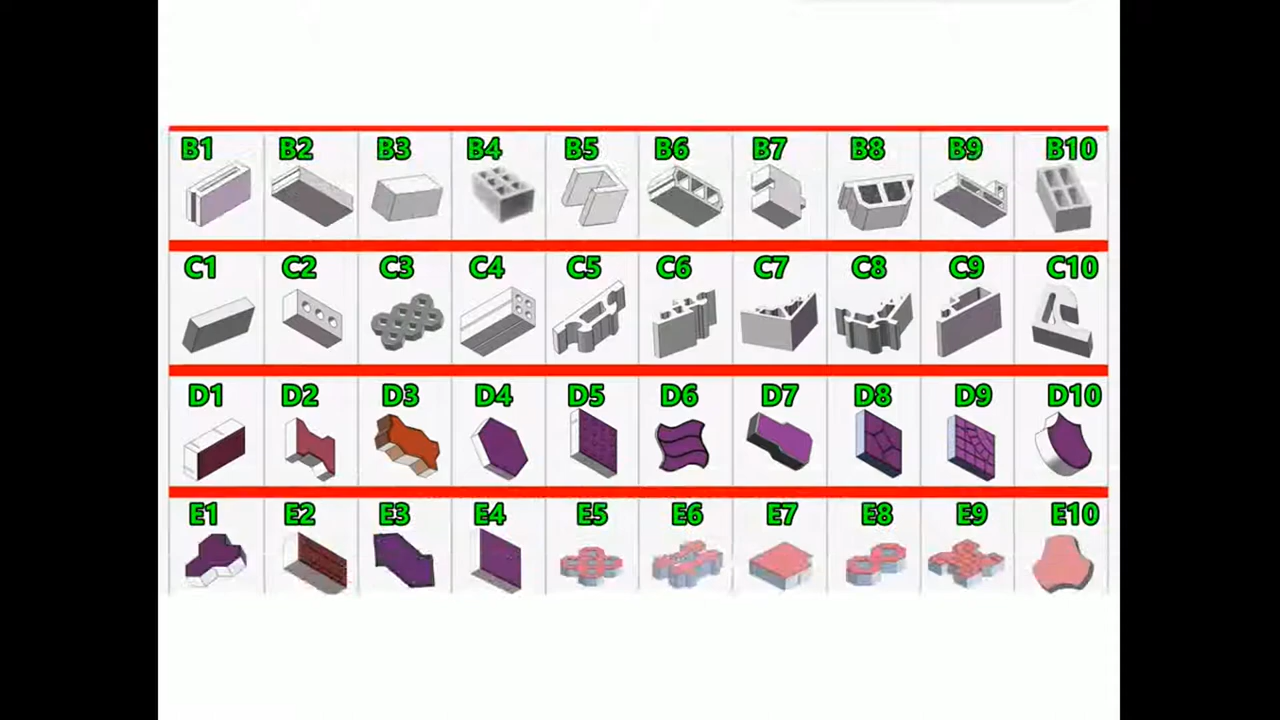 B1 B2 B3 B4 B5 B6 B7 B8 B9 B10
C1 C2 C3 C4 C5 C6 C7 C8 C9 C10
D1 D2 D3 D4 D5 D6 D7 D8 D9 D10
E1 E2 E3 E4 E5 E6 E7 E8 E9 E10